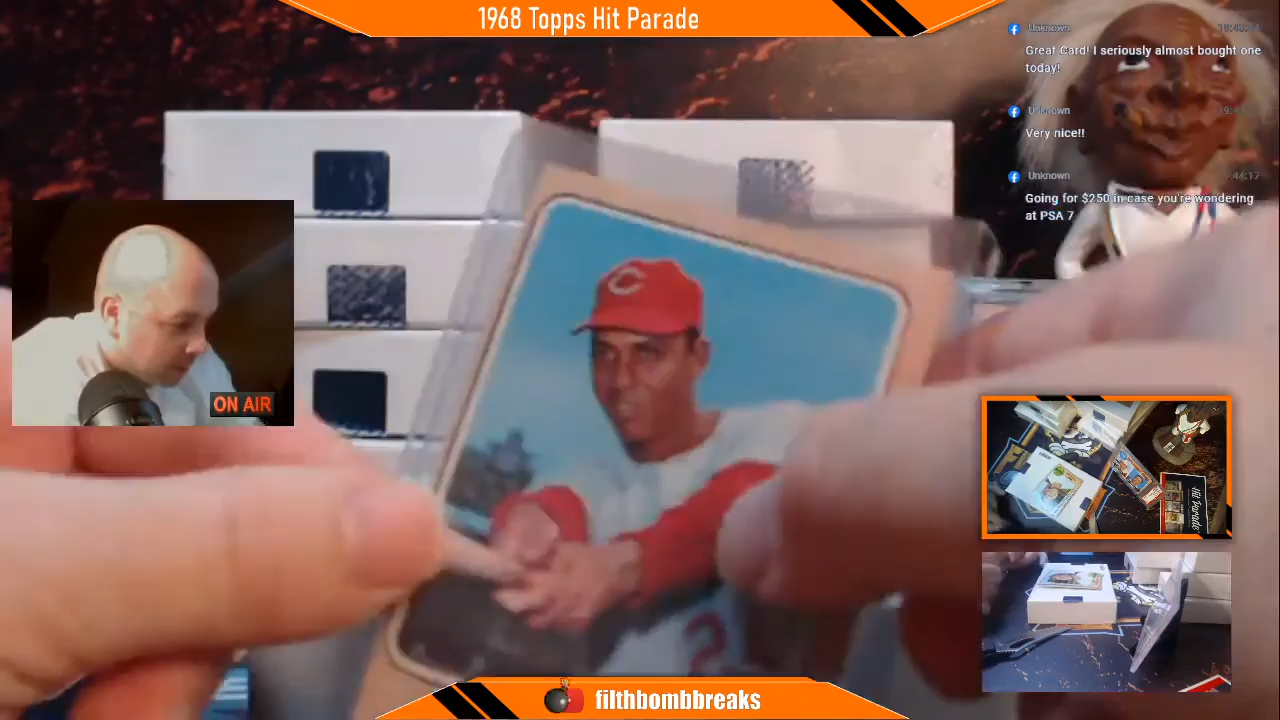 1968 Topps Hit Parade
Unknown
Great Card! I seriously almost bought one
today!
Unknown
Very nice!!
Unknown
Going for $250 in case you're wondering
at PSA 7
C
ON AIR
2
Hit Parade
filthbombbreaks